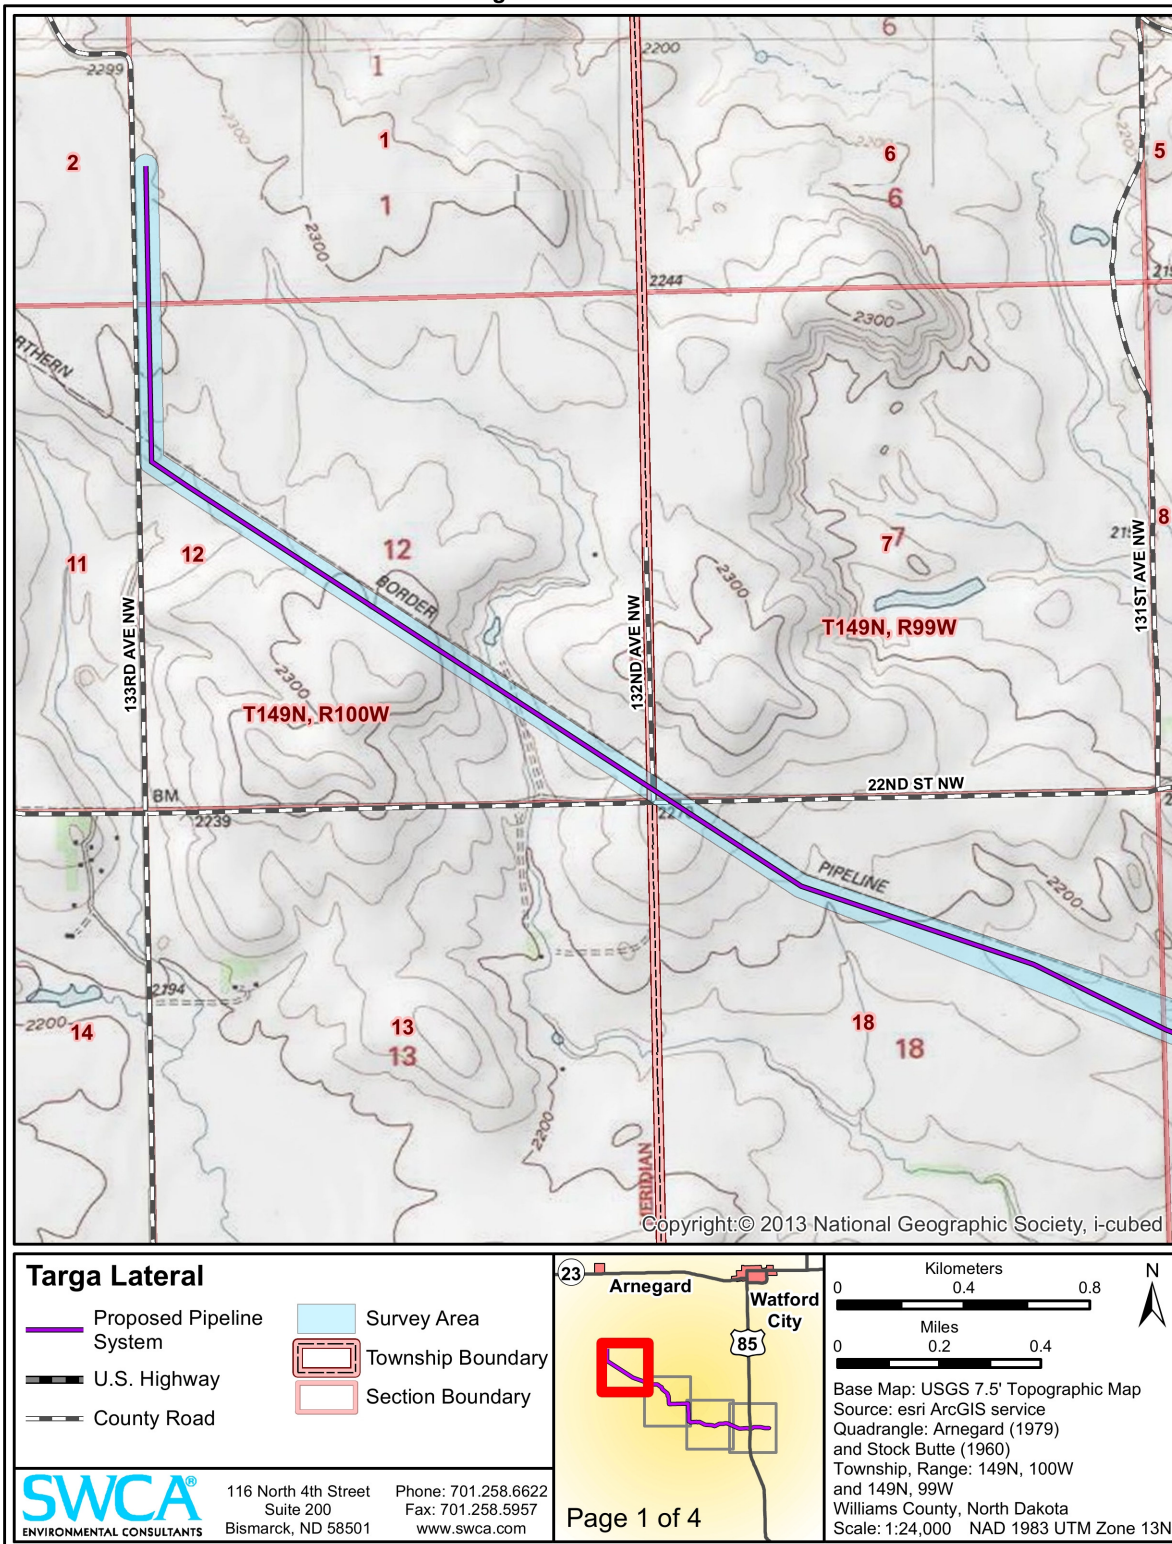 2200
6
2299
1
2300
2
1
6
2200
2200
5
1
6
2300
2244
2300
RTHERN
12
7
7
8
11
12
2300
BORDER
133RD AVE NW
132ND AVE NW
131ST AVE NW
T149N, R99W
2300
T149N, R100W
BM
22ND ST NW
2239
2270
PIPELINE
2200
2194
2200
14
13
13
18
18
2200
MERIDIAN
Copyright:© 2013 National Geographic Society, i-cubed
Targa Lateral
Proposed Pipeline
System
U.S. Highway
County Road
Survey Area
Township Boundary
Section Boundary
SWCA®
ENVIRONMENTAL CONSULTANTS
116 North 4th Street
Suite 200
Bismarck, ND 58501
Phone: 701.258.6622
Fax: 701.258.5957
www.swca.com
23
Arnegard
Watford
City
85
Page 1 of 4
Kilometers
0 0.4 0.8
Miles
0 0.2 0.4
N
Base Map: USGS 7.5' Topographic Map
Source: esri ArcGIS service
Quadrangle: Arnegard (1979)
and Stock Butte (1960)
Township, Range: 149N, 100W
and 149N, 99W
Williams County, North Dakota
Scale: 1:24,000 NAD 1983 UTM Zone 13N